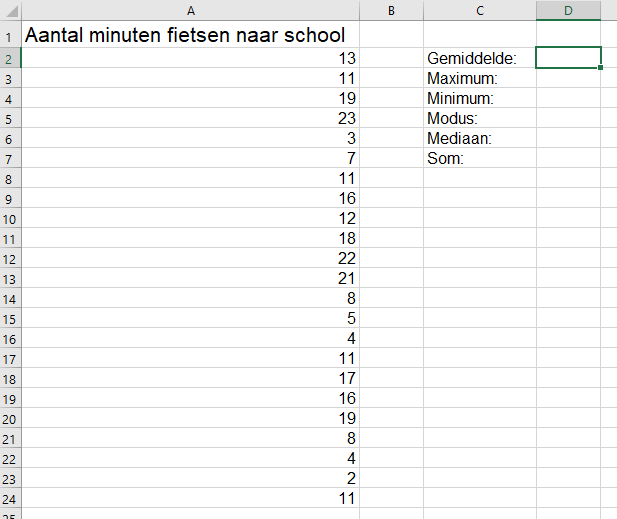 A B C D
1 Aantal minuten fietsen naar school
2 13 Gemiddelde:
3 11 Maximum:
4 19 Minimum:
5 23 Modus:
6 3 Mediaan:
7 7 Som:
8 11
9 16
10 12
11 18
12 22
13 21
14 8
15 5
16 4
17 11
18 17
19 16
20 19
21 8
22 4
23 2
24 11
25